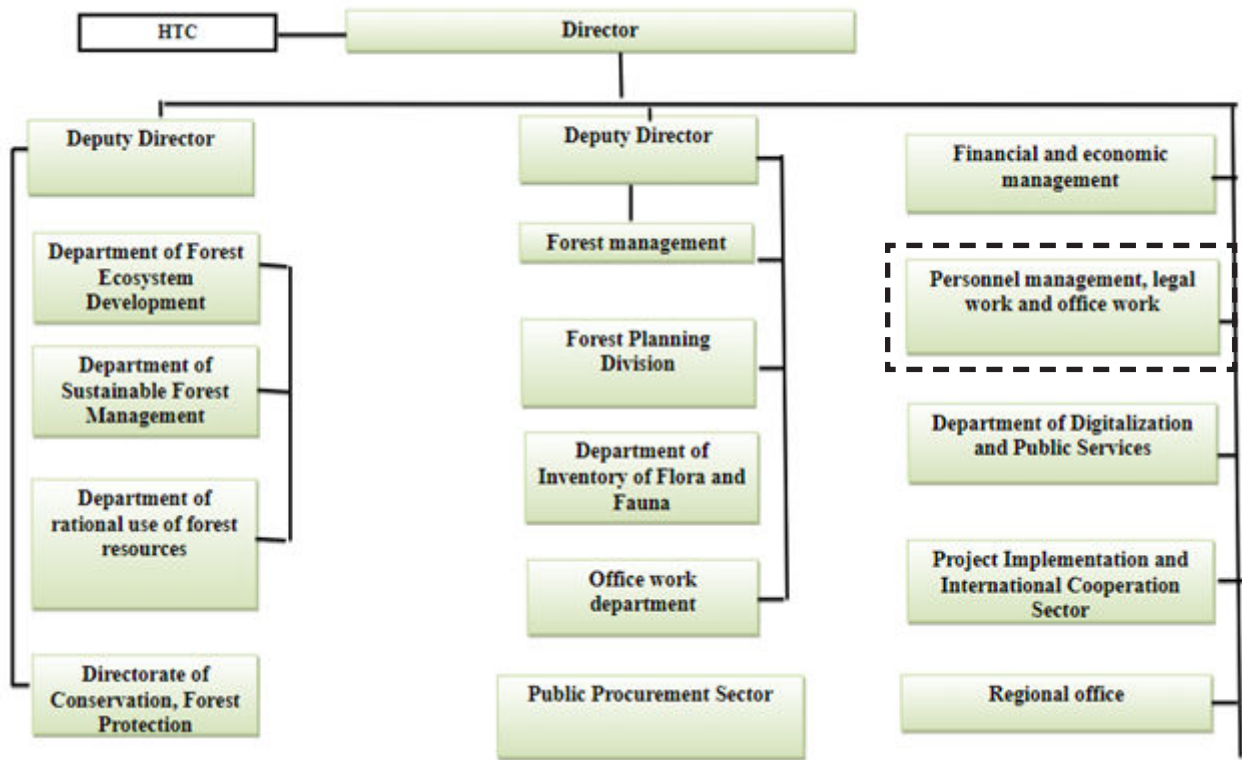 HTC
Director
Deputy Director
Department of Forest
Ecosystem
Development
Department of
Sustainable Forest
Management
Department of
rational use of forest
resources
Directorate of
Conservation, Forest
Protection
Deputy Director
Forest management
Forest Planning
Division
Department of
Inventory of Flora and
Fauna
Office work
department
Public Procurement Sector
Financial and economic
management
Personnel management, legal
work and office work
Department of Digitalization
and Public Services
Project Implementation and
International Cooperation
Sector
Regional office